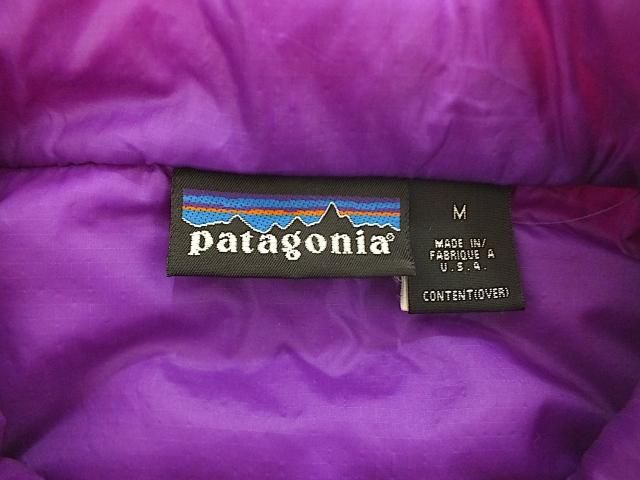 patagonia®
M
MADE IN/
FABRIQUE A
U.S.A.
CONTENT(OVER)